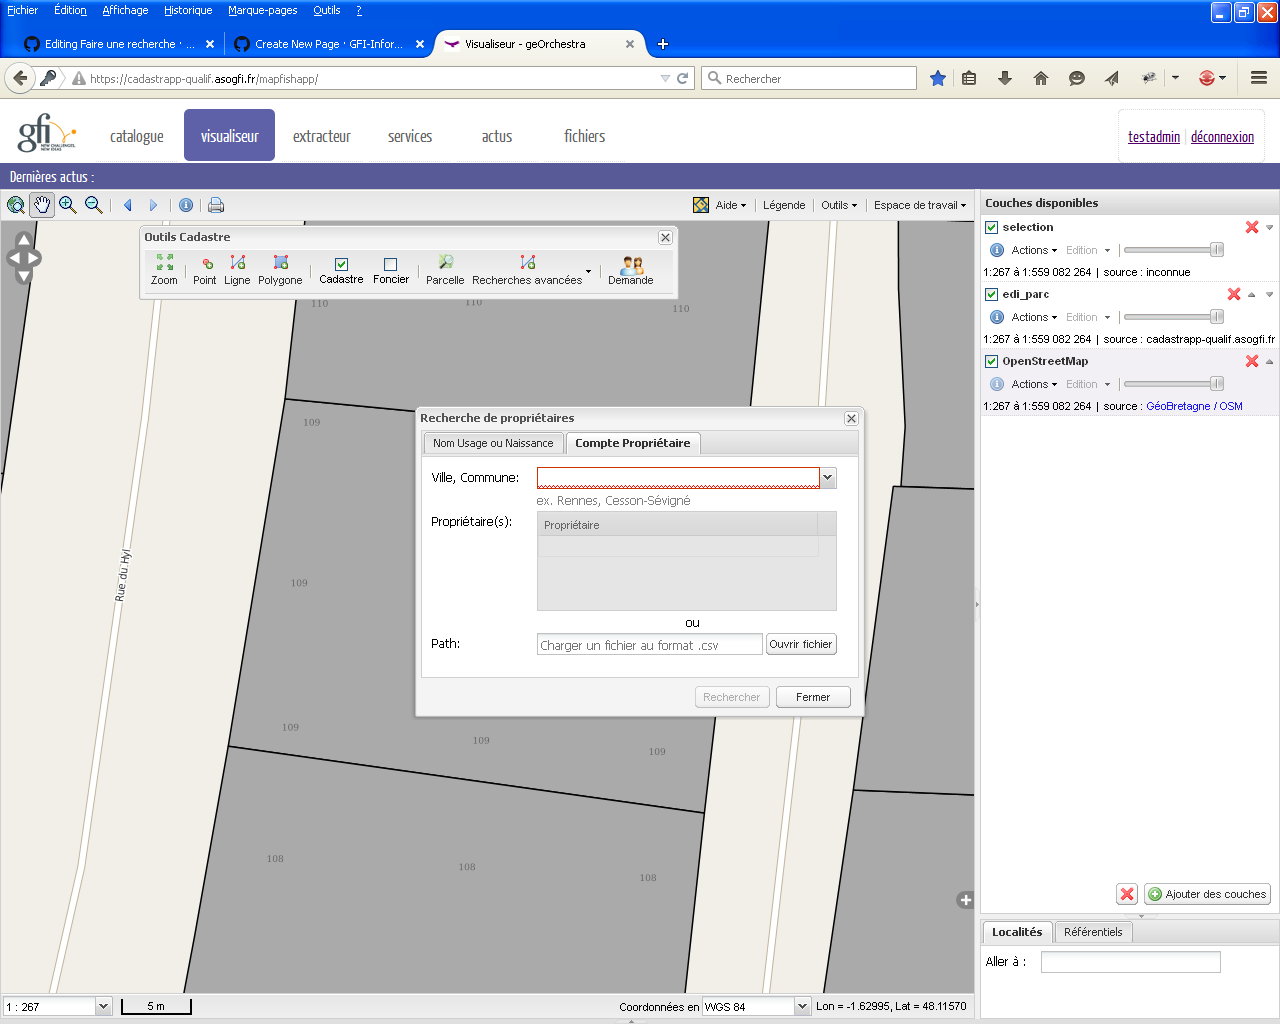 Fichier Édition Affichage Historique Marque-pages Outils ?
Editing Faire une recherche · ... Create New Page · GFI-Infor... Visualiseur - geOrchestra
https://cadastrapp-qualif.asogfi.fr/mapfishapp/ Rechercher
gfi NEW CHALLENGES, NEW IDEAS catalogue visualiseur extracteur services actus fichiers testadmin déconnexion
Dernières actus :
Aide Légende Outils Espace de travail
Outils Cadastre
Zoom Point Ligne Polygone Cadastre Foncier Parcelle Recherches avancées Demande
110 110 110
109
Recherche de propriétaires
Nom Usage ou Naissance Compte Propriétaire
Ville, Commune:
ex. Rennes, Cesson-Sévigné
Propriétaire(s): Propriétaire
ou
Path: Charger un fichier au format .csv Ouvrir fichier
Rechercher Fermer
Rue du Hyl
109
109 109 109
108 108 108
Couches disponibles
selection
Actions Edition
1:267 à 1:559 082 264 | source : inconnue
edi_parc
Actions Edition
1:267 à 1:559 082 264 | source : cadastrapp-qualif.asogfi.fr
OpenStreetMap
Actions Edition
1:267 à 1:559 082 264 | source : GéoBretagne / OSM
Ajouter des couches
Localités Référentiels
Aller à :
1 : 267 5 m Coordonnées en WGS 84 Lon = -1.62995, Lat = 48.11570